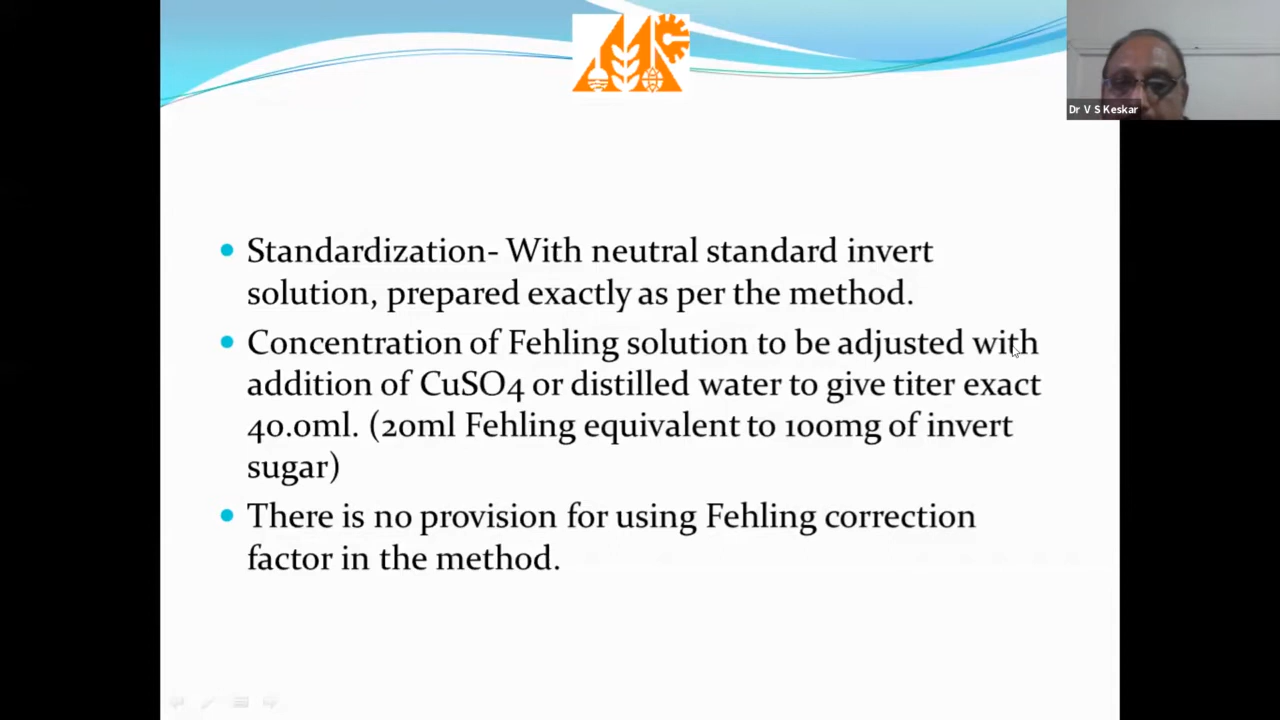 Dr V S Keskar
Standardization- With neutral standard invert
solution, prepared exactly as per the method.
Concentration of Fehling solution to be adjusted with
addition of CuSO4 or distilled water to give titer exact
40.0ml. (20ml Fehling equivalent to 100mg of invert
sugar)
There is no provision for using Fehling correction
factor in the method.